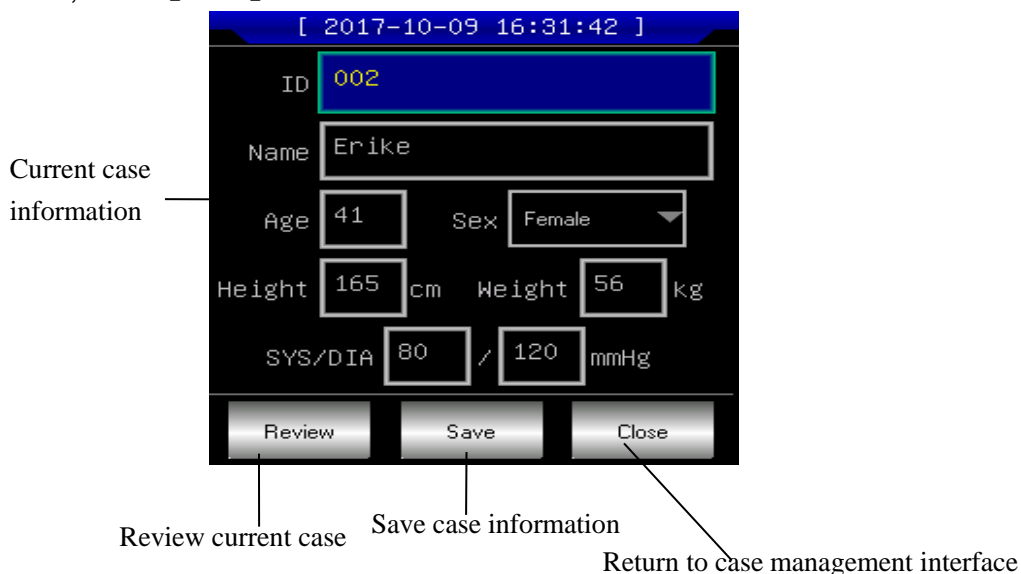 [ 2017-10-09 16:31:42 ]
ID 002
Name Erike
Current case
information
Age 41 Sex Female
Height 165 cm Weight 56 kg
SYS/DIA 80 / 120 mmHg
Review Save Close
Review current case
Save case information
Return to case management interface